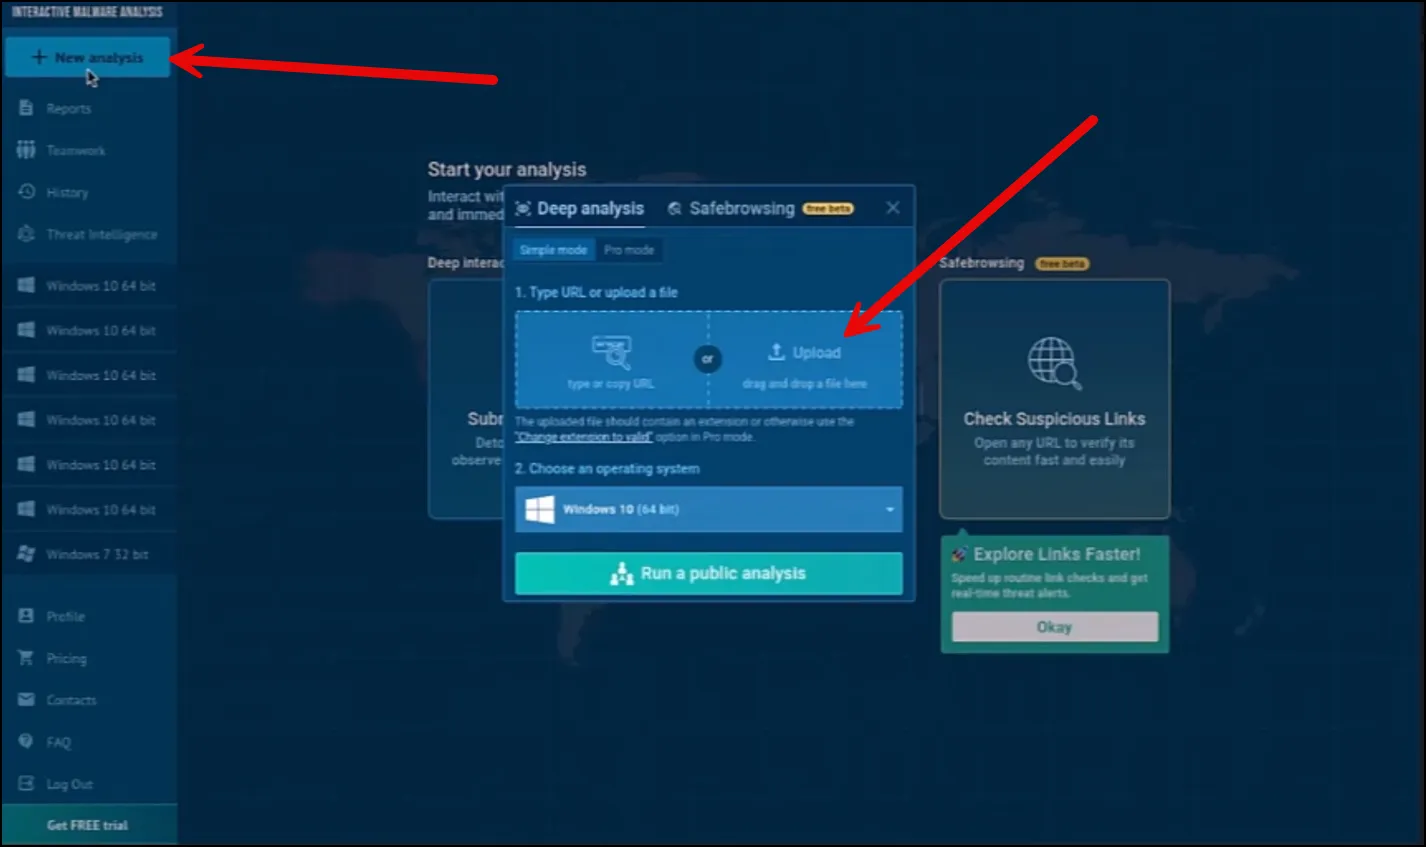 INTERACTIVE MALWARE ANALYSIS
New analysis
Reports
Teamwork
History
Threat Intelligence
Windows 10 64 bit
Windows 10 64 bit
Windows 10 64 bit
Windows 10 64 bit
Windows 10 64 bit
Windows 10 64 bit
Windows 7 32 bit
Profile
Pricing
Contacts
FAQ
Log Out
Get FREE trial
Start your analysis
Interact wit
and immed
Deep interac
Subr
Deto
observe
Deep analysis
Safebrowsing free beta
Simple mode
Pro mode
1. Type URL or upload a file
type or copy URL
or
Upload
drag and drop a file here
The uploaded file should contain an extension or otherwise use the
"Change extension to valid" option in Pro mode.
2. Choose an operating system
Windows 10 (64 bit)
Run a public analysis
Safebrowsing free beta
Check Suspicious Links
Open any URL to verify its
content fast and easily
Explore Links Faster!
Speed up routine link checks and get
real-time threat alerts.
Okay